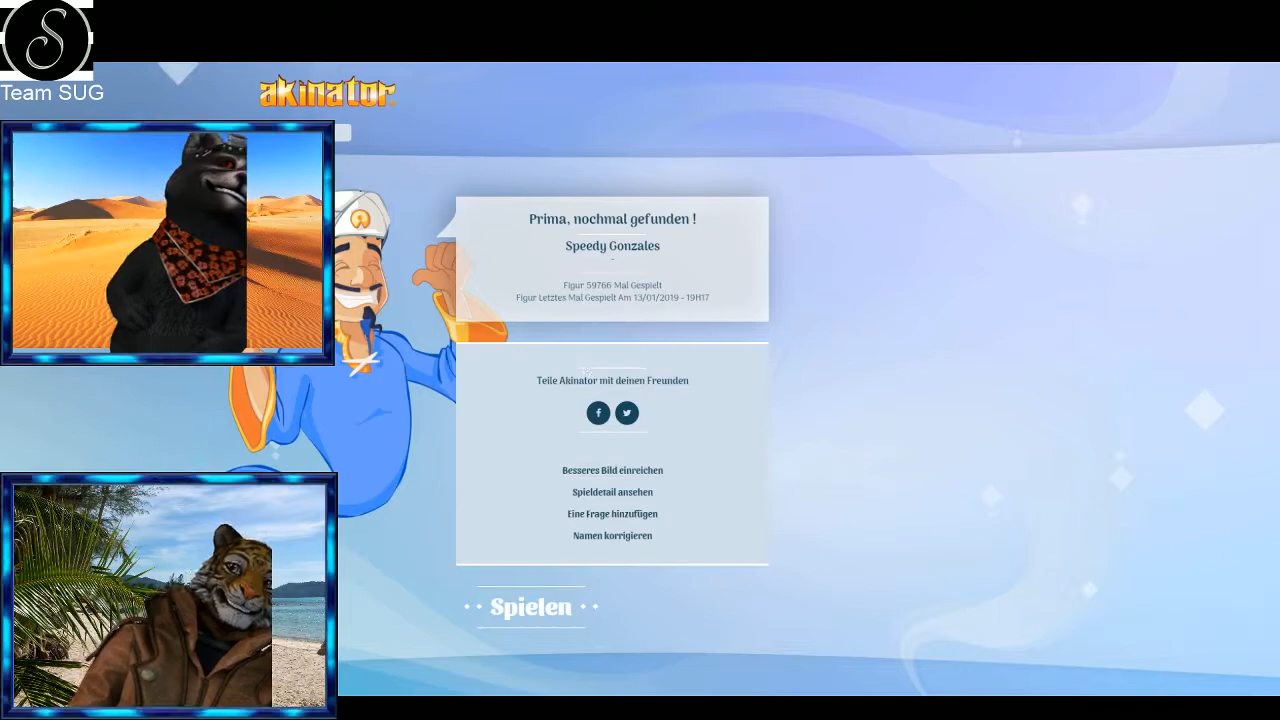 S
Team SUG
akinator
Prima, nochmal gefunden !
Speedy Gonzales
-
Figur 59766 Mal Gespielt
Figur Letztes Mal Gespielt Am 13/01/2019 - 19H17
Teile Akinator mit deinen Freunden
f
Besseres Bild einreichen
Spieldetail ansehen
Eine Frage hinzufügen
Namen korrigieren
Spielen